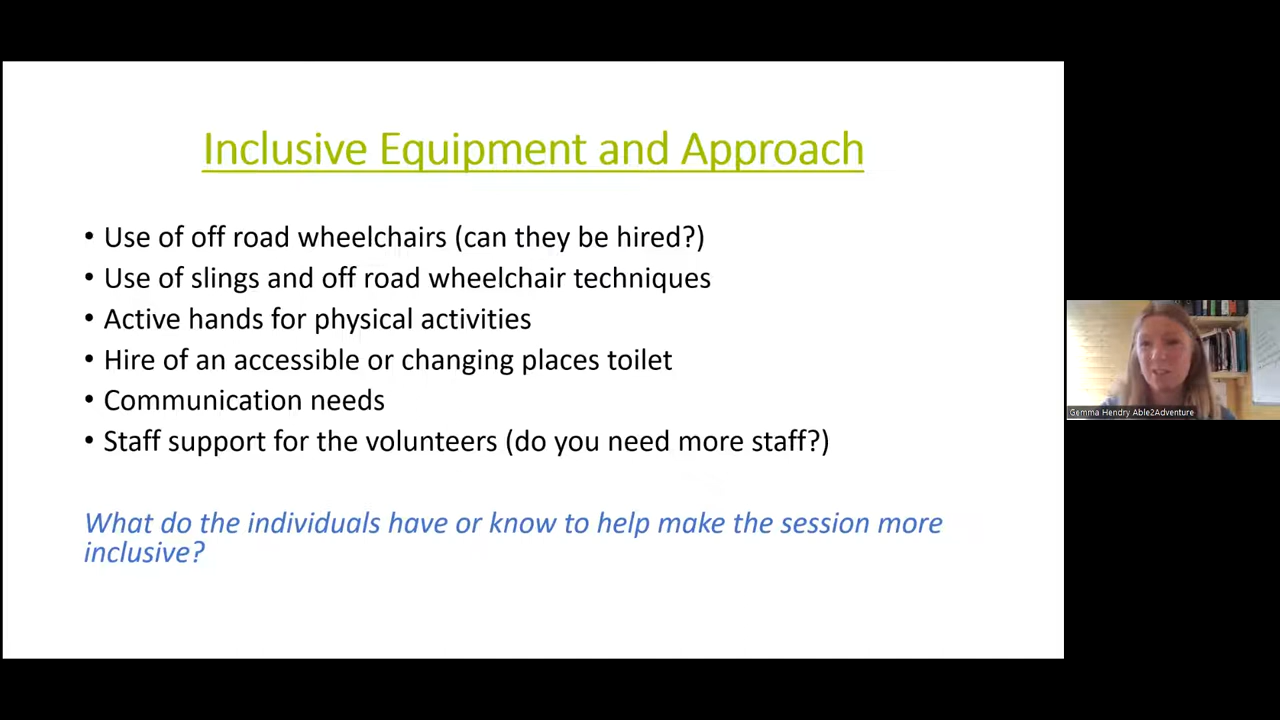 Inclusive Equipment and Approach
• Use of off road wheelchairs (can they be hired?)
• Use of slings and off road wheelchair techniques
• Active hands for physical activities
• Hire of an accessible or changing places toilet
• Communication needs
• Staff support for the volunteers (do you need more staff?)
What do the individuals have or know to help make the session more
inclusive?
Gemma Hendry Able2Adventure